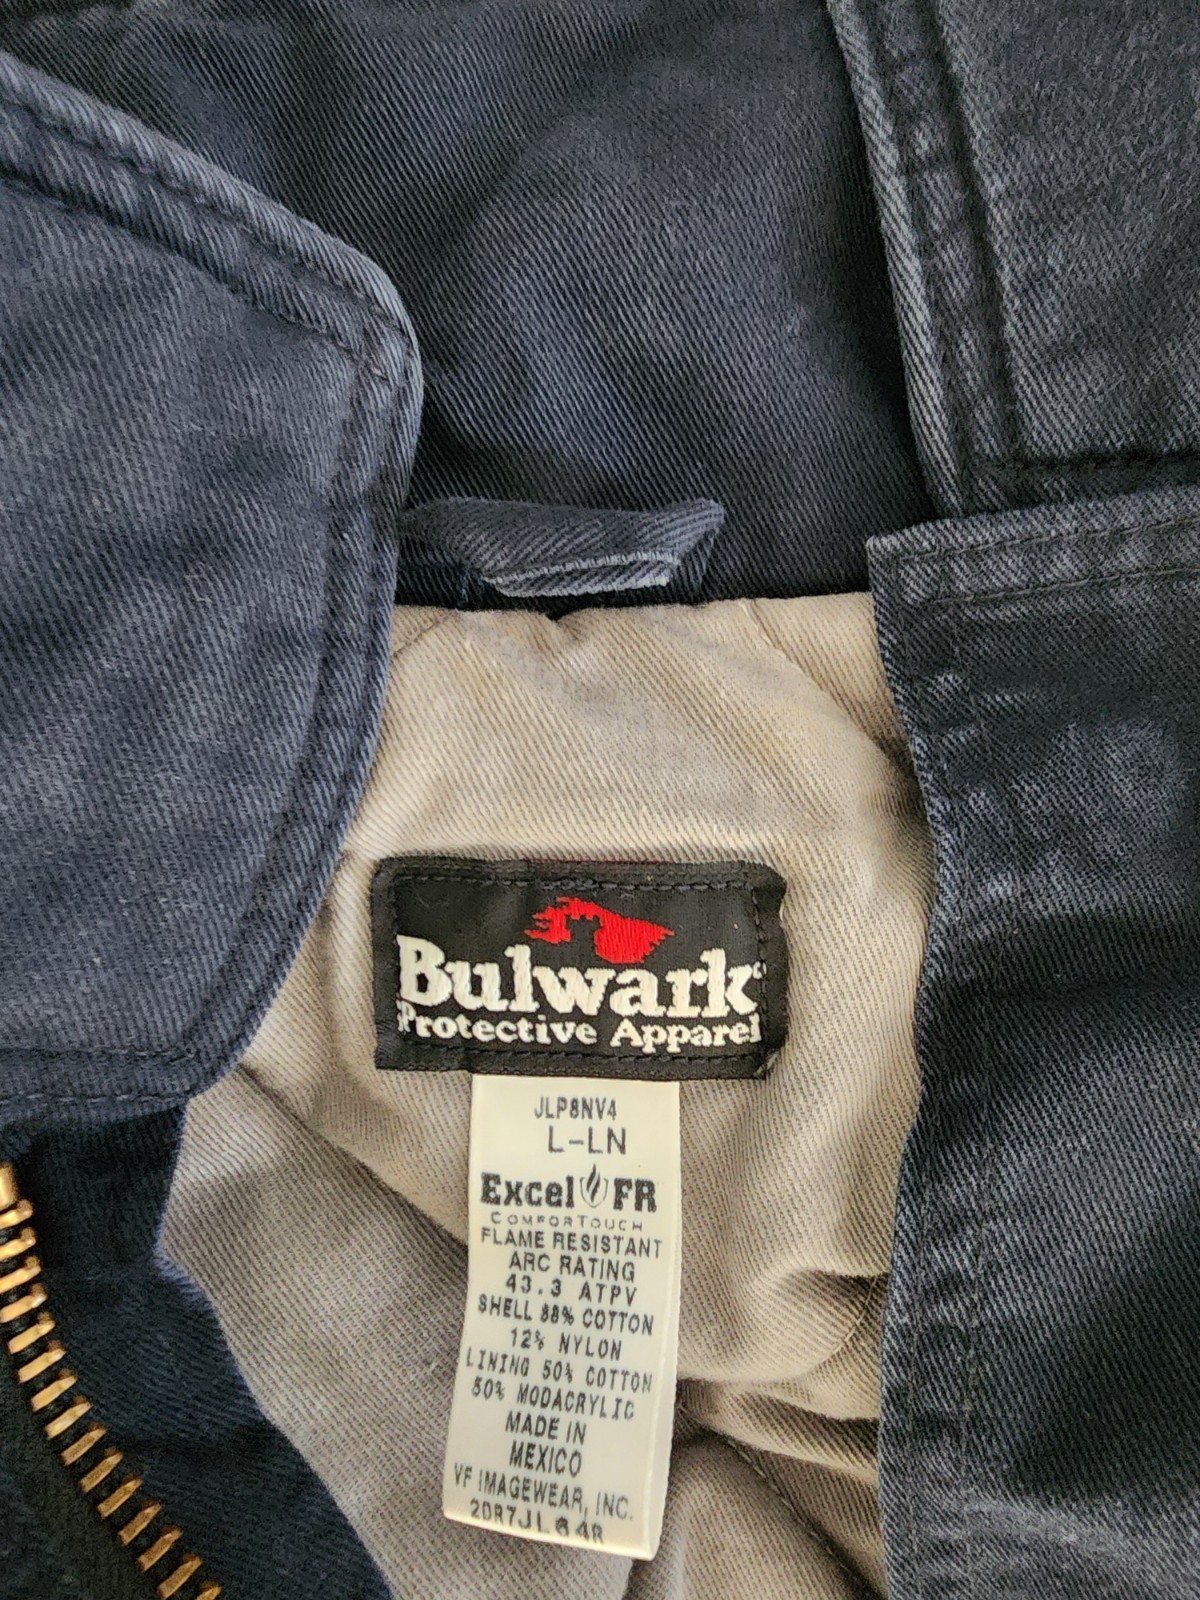 Bulwark
Protective Apparel
JLP8NV4
L-LN
Excel FR
COMFORTOUCH
FLAME RESISTANT
ARC RATING
43.3 ATPV
SHELL 88% COTTON
12% NYLON
LINING 50% COTTON
50% MODACRYLIC
MADE IN
MEXICO
VF IMAGEWEAR, INC.